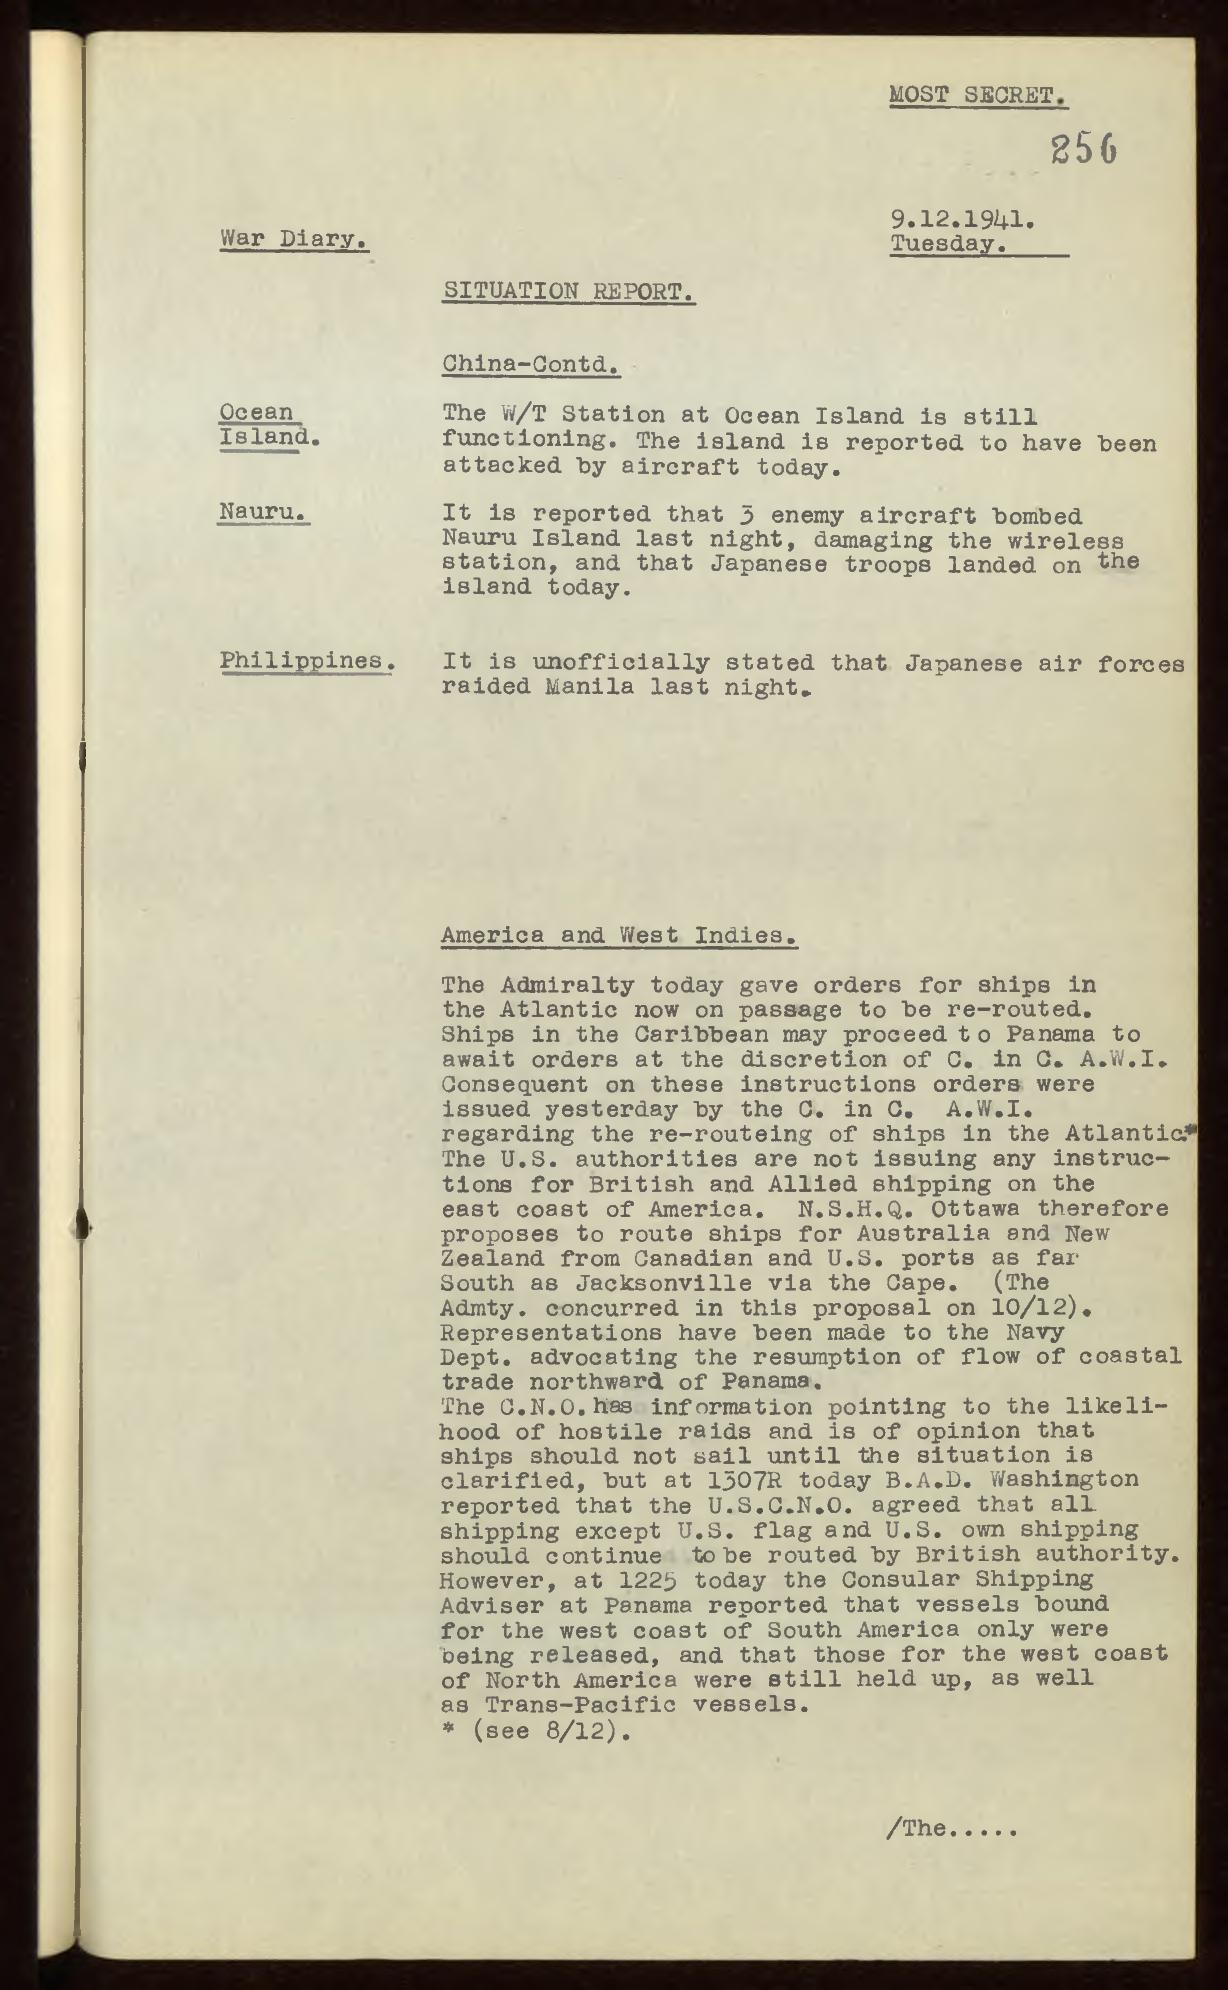 MOST SECRET.
256
9.12.1941.
War Diary.
Tuesday.
SITUATION REPORT.
China-Contd.
Ocean
Island.
The W/T Station at Ocean Island is still
functioning. The island is reported to have been
attacked by aircraft today.
Nauru.
It is reported that 3 enemy aircraft bombed
Nauru Island last night, damaging the wireless
station, and that Japanese troops landed on the
island today.
Philippines.
It is unofficially stated that Japanese air forces
raided Manila last night.
America and West Indies.
The Admiralty today gave orders for ships in
the Atlantic now on passage to be re-routed.
Ships in the Caribbean may proceed to Panama to
await orders at the discretion of C. in C. A.W.I.
Consequent on these instructions orders were
issued yesterday by the C. in C. A.W.I.
regarding the re-routeing of ships in the Atlantic.*
The U.S. authorities are not issuing any instruc-
tions for British and Allied shipping on the
east coast of America. N.S.H.Q. Ottawa therefore
proposes to route ships for Australia and New
Zealand from Canadian and U.S. ports as far
South as Jacksonville via the Cape. (The
Admty. concurred in this proposal on 10/12).
Representations have been made to the Navy
Dept. advocating the resumption of flow of coastal
trade northward of Panama.
The C.N.O. has information pointing to the likeli-
hood of hostile raids and is of opinion that
ships should not sail until the situation is
clarified, but at 1307R today B.A.D. Washington
reported that the U.S.C.N.O. agreed that all
shipping except U.S. flag and U.S. own shipping
should continue to be routed by British authority.
However, at 1225 today the Consular Shipping
Adviser at Panama reported that vessels bound
for the west coast of South America only were
being released, and that those for the west coast
of North America were still held up, as well
as Trans-Pacific vessels.
* (see 8/12).
/The.....